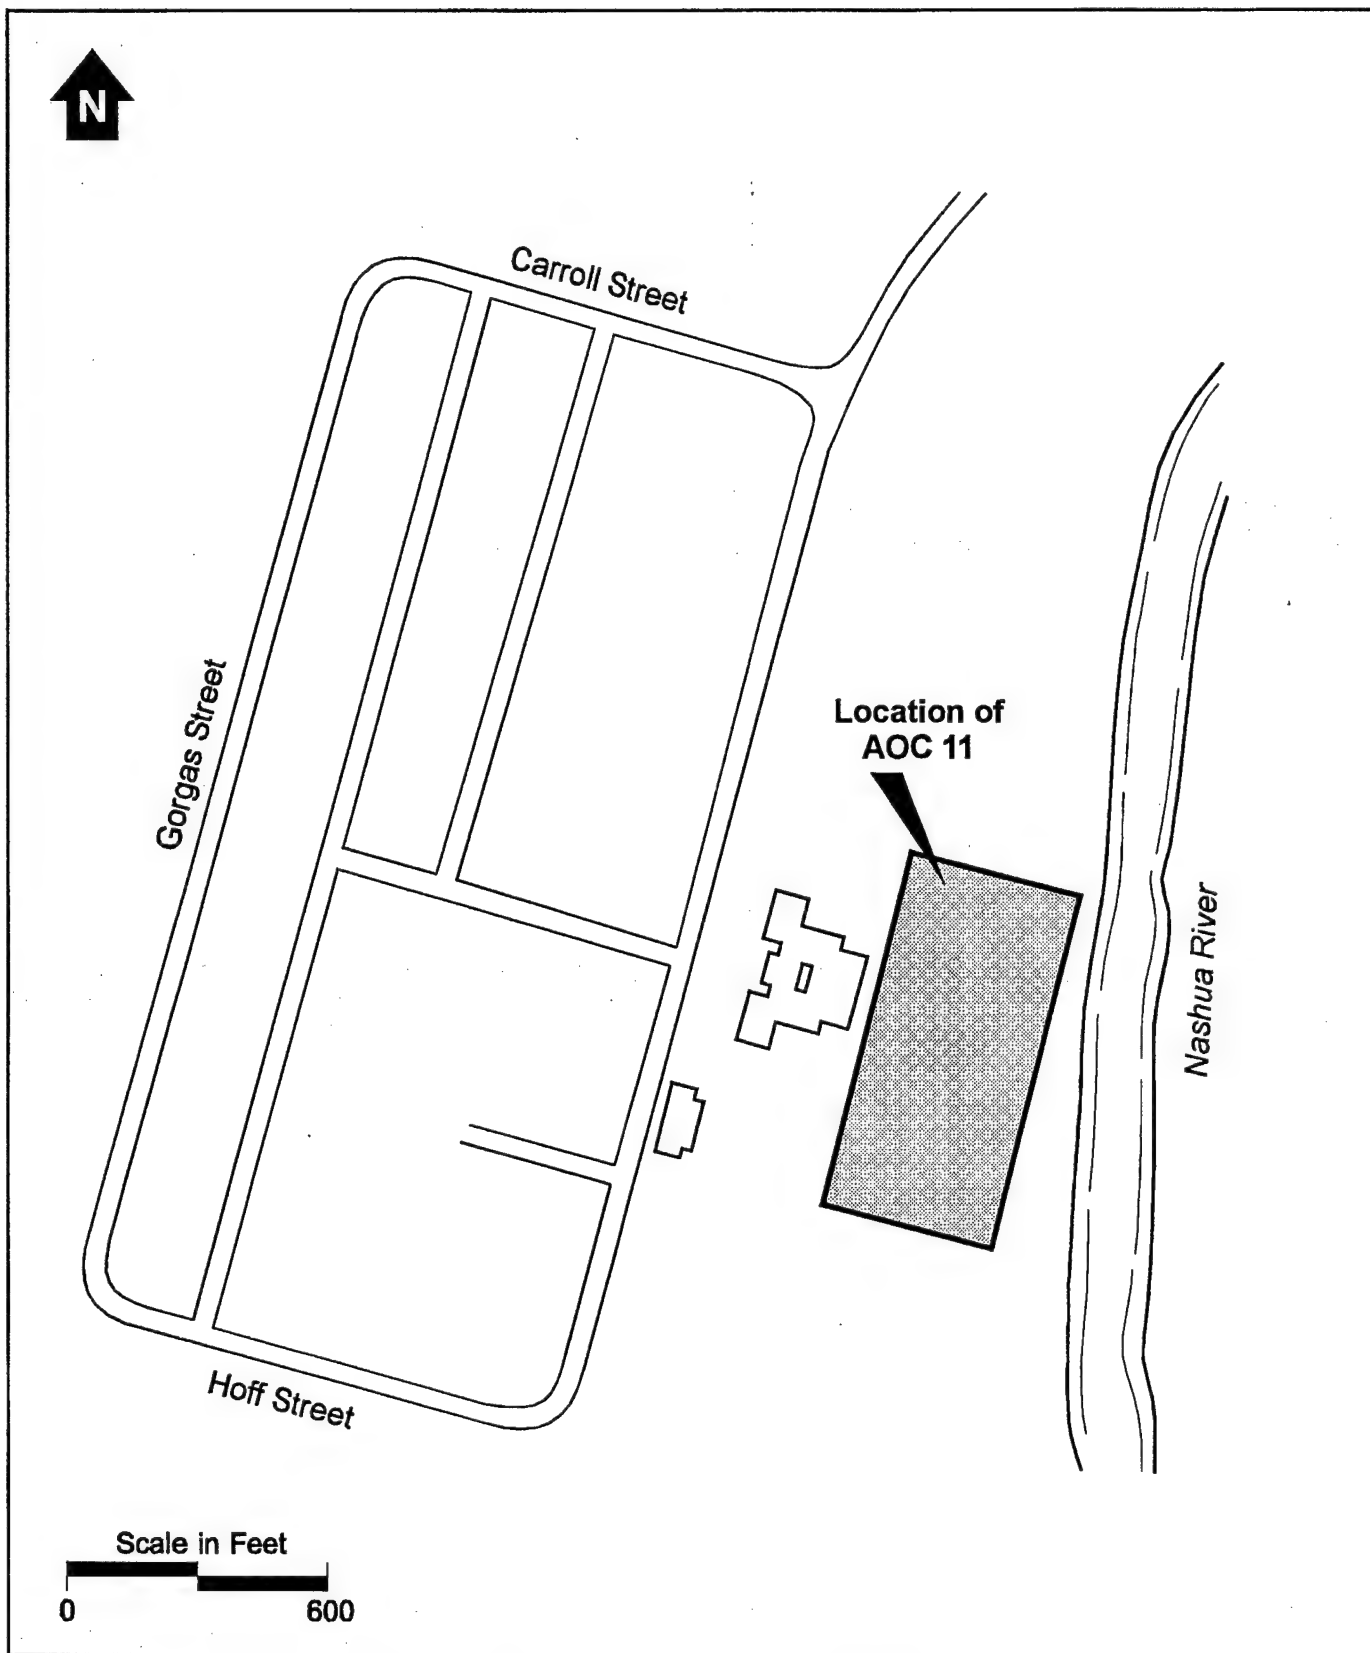 N
Carroll Street
Gorgas Street
Location of
AOC 11
Nashua River
Hoff Street
Scale in Feet
0 600